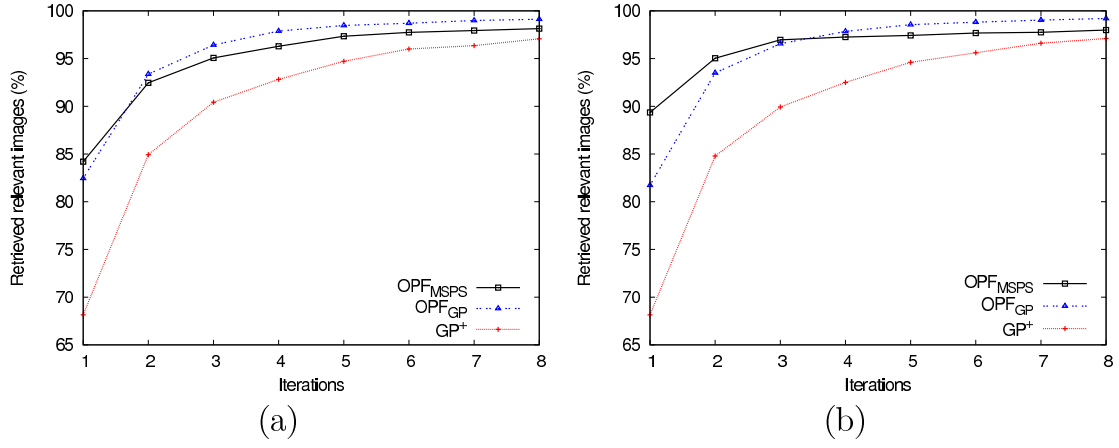 100
95
90
85
80
75
70
65
Retrieved relevant images (%)
OPF_MSPS
OPF_GP
GP^+
1 2 3 4 5 6 7 8
Iterations
(a)
100
95
90
85
80
75
70
65
Retrieved relevant images (%)
OPF_MSPS
OPF_GP
GP^+
1 2 3 4 5 6 7 8
Iterations
(b)